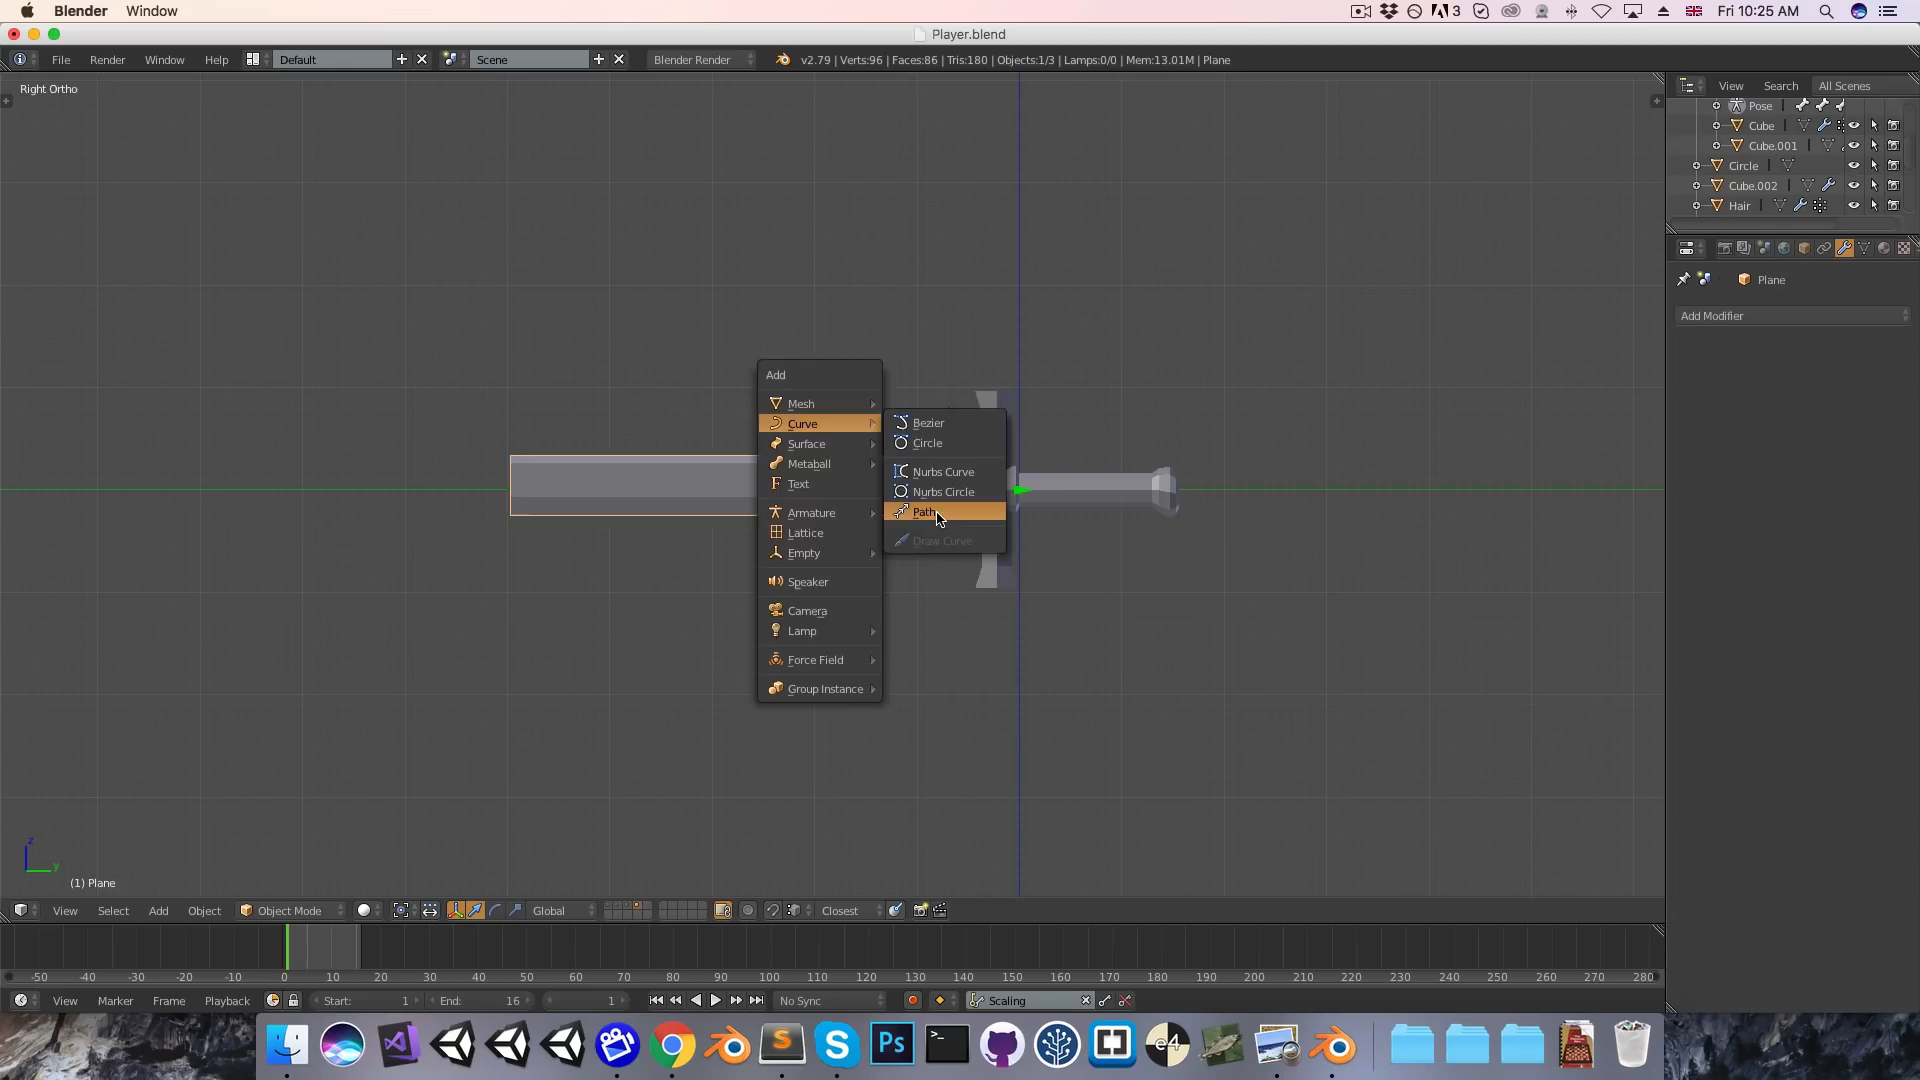 Blender Window
3 Fri 10:25 AM
Player.blend
File Render Window Help Default Scene Blender Render v2.79 | Verts:96 | Faces:86 | Tris:180 | Objects:1/3 | Lamps:0/0 | Mem:13.01M | Plane
Right Ortho
View Search All Scenes
Pose
Cube
Cube.001
Circle
Cube.002
Hair
Plane
Add Modifier
Add
Mesh
Curve
Surface
Metaball
Text
Armature
Lattice
Empty
Speaker
Camera
Lamp
Force Field
Group Instance
Bezier
Circle
Nurbs Curve
Nurbs Circle
Path
Draw Curve
z
y
(1) Plane
View Select Add Object Object Mode Global Closest
-50 -40 -30 -20 -10 0 10 20 30 40 50 60 70 80 90 100 110 120 130 140 150 160 170 180 190 200 210 220 230 240 250 260 270 280
View Marker Frame Playback Start: 1 End: 16 1 No Sync Scaling
S S Ps >_ e4